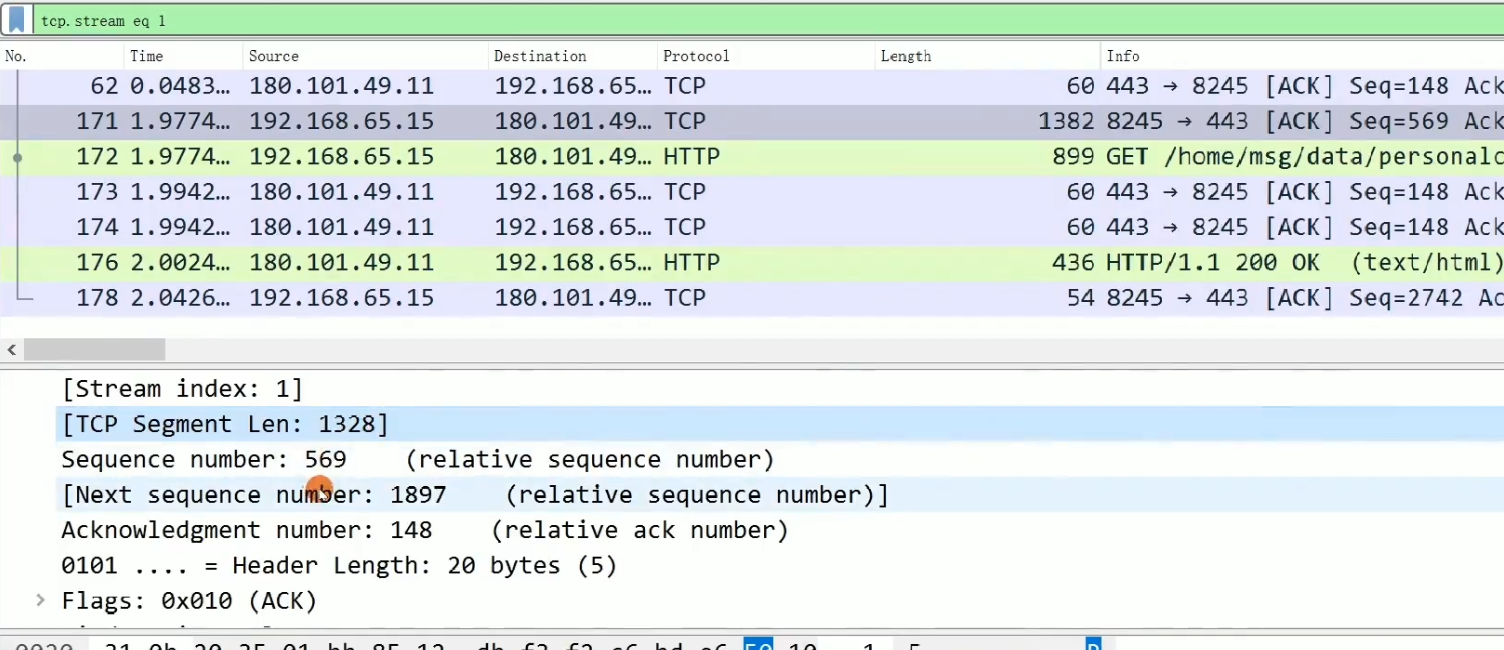 tcp.stream eq 1
No. Time Source Destination Protocol Length Info
62 0.0483… 180.101.49.11 192.168.65… TCP 60 443 → 8245 [ACK] Seq=148 Ack
171 1.9774… 192.168.65.15 180.101.49… TCP 1382 8245 → 443 [ACK] Seq=569 Ack
172 1.9774… 192.168.65.15 180.101.49… HTTP 899 GET /home/msg/data/personalc
173 1.9942… 180.101.49.11 192.168.65… TCP 60 443 → 8245 [ACK] Seq=148 Ack
174 1.9942… 180.101.49.11 192.168.65… TCP 60 443 → 8245 [ACK] Seq=148 Ack
176 2.0024… 180.101.49.11 192.168.65… HTTP 436 HTTP/1.1 200 OK (text/html)
178 2.0426… 192.168.65.15 180.101.49… TCP 54 8245 → 443 [ACK] Seq=2742 Ac
[Stream index: 1]
[TCP Segment Len: 1328]
Sequence number: 569 (relative sequence number)
[Next sequence number: 1897 (relative sequence number)]
Acknowledgment number: 148 (relative ack number)
0101 .... = Header Length: 20 bytes (5)
Flags: 0x010 (ACK)